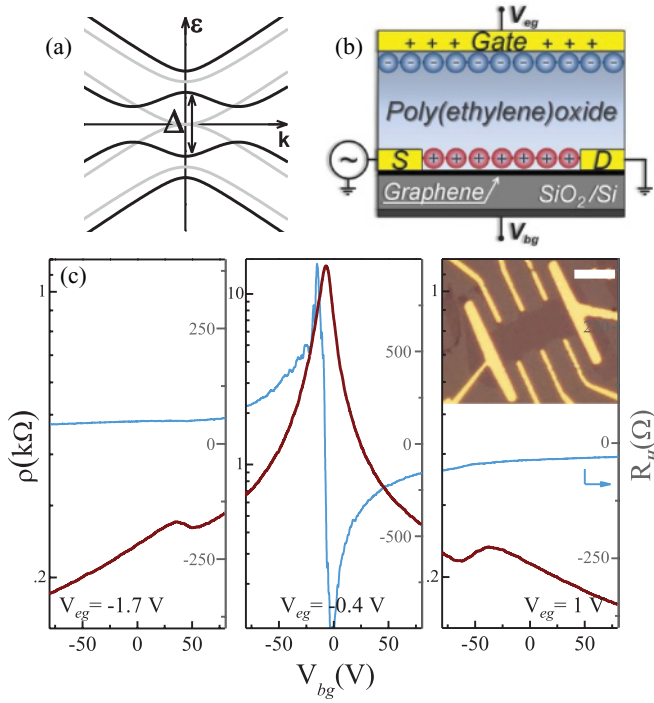 (a)
ε
k
Δ
(b)
V_eg
+ + + + + + +
Gate
Poly(ethylene)oxide
S
D
Graphene
SiO₂/Si
V_bg
(c)
ρ(kΩ)
1
.2
250
0
-250
V_eg= -1.7 V
-50 0 50
10
1
500
0
-500
V_eg= -0.4 V
-50 0 50
1
.2
0
-250
V_eg= 1 V
-50 0 50
R_H(Ω)
V_bg(V)